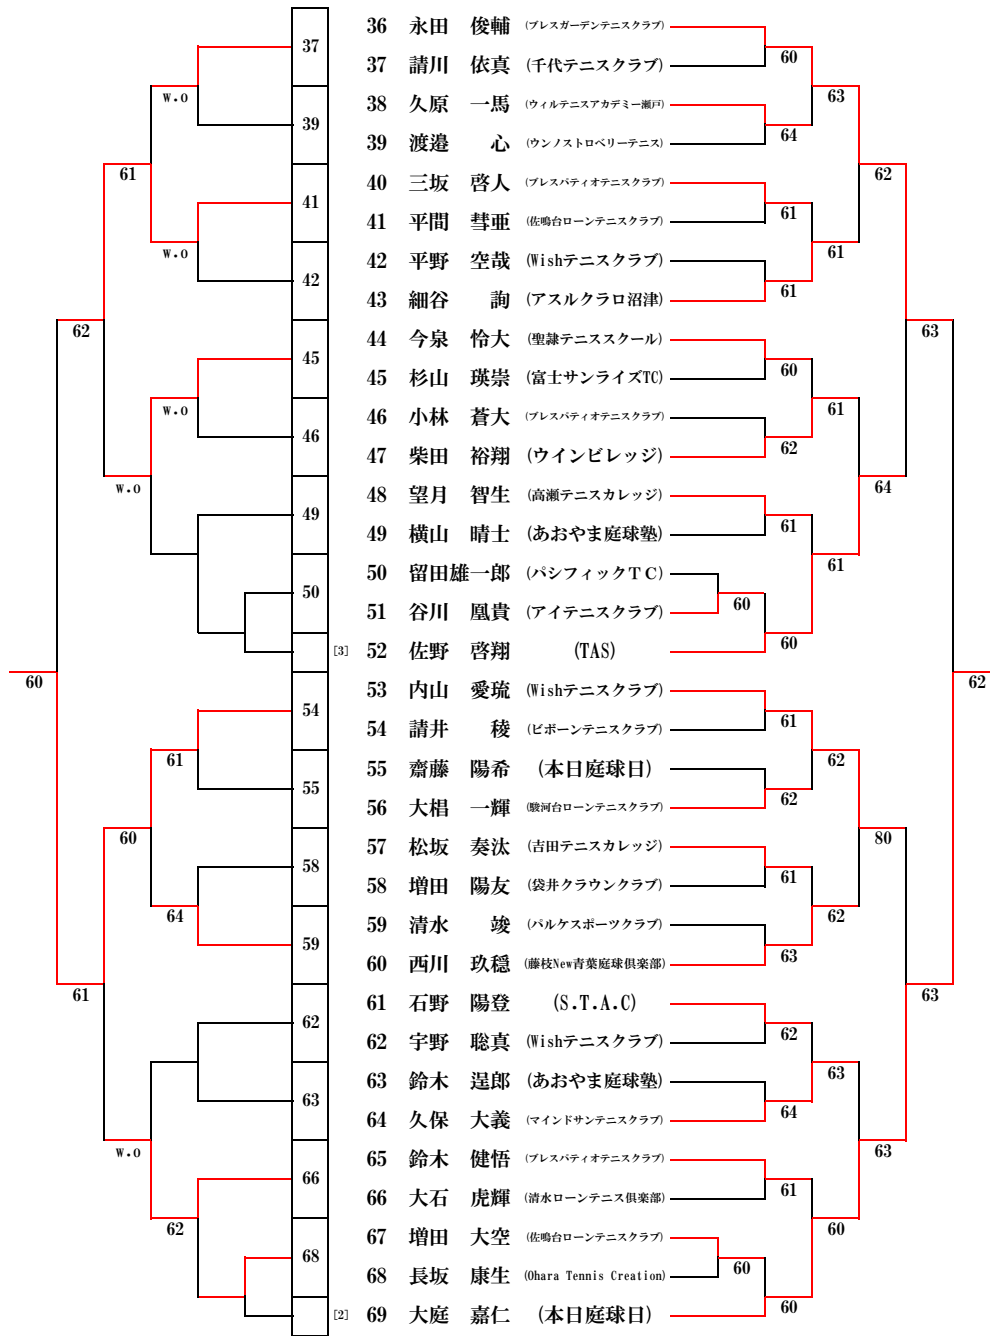 36 永田 俊輔 (ブレスガーデンテニスクラブ)
37 請川 依真 (千代テニスクラブ)
38 久原 一馬 (ウィルテニスアカデミー瀬戸)
39 渡邉 心 (ウンノストロベリーテニス)
40 三坂 啓人 (ブレスパティオテニスクラブ)
41 平間 彗亜 (佐鳴台ローンテニスクラブ)
42 平野 空哉 (Wishテニスクラブ)
43 細谷 詢 (アスルクラロ沼津)
44 今泉 怜大 (聖隷テニススクール)
45 杉山 瑛崇 (富士サンライズTC)
46 小林 蒼大 (ブレスパティオテニスクラブ)
47 柴田 裕翔 (ウインビレッジ)
48 望月 智生 (高瀬テニスカレッジ)
49 横山 晴士 (あおやま庭球塾)
50 留田雄一郎 (パシフィックTC)
51 谷川 凰貴 (アイテニスクラブ)
[3] 52 佐野 啓翔 (TAS)
53 内山 愛琉 (Wishテニスクラブ)
54 請井 稜 (ビボーンテニスクラブ)
55 齋藤 陽希 (本日庭球日)
56 大椙 一輝 (駿河台ローンテニスクラブ)
57 松坂 奏汰 (吉田テニスカレッジ)
58 増田 陽友 (袋井クラウンクラブ)
59 清水 竣 (パルケスポーツクラブ)
60 西川 玖穏 (藤枝New青葉庭球倶楽部)
61 石野 陽登 (S.T.A.C)
62 宇野 聡真 (Wishテニスクラブ)
63 鈴木 逞郎 (あおやま庭球塾)
64 久保 大義 (マインドサンテニスクラブ)
65 鈴木 健悟 (ブレスパティオテニスクラブ)
66 大石 虎輝 (清水ローンテニス倶楽部)
67 増田 大空 (佐鳴台ローンテニスクラブ)
68 長坂 康生 (Ohara Tennis Creation)
[2] 69 大庭 嘉仁 (本日庭球日)
37
39
41
42
45
46
49
50
54
55
58
59
62
63
66
68
w.o
w.o
w.o
61
64
62
61
w.o
60
w.o
62
61
60
60
64
61
61
60
62
61
60
60
61
62
61
63
62
64
61
60
60
63
61
61
61
62
62
63
60
62
64
80
63
63
63
62